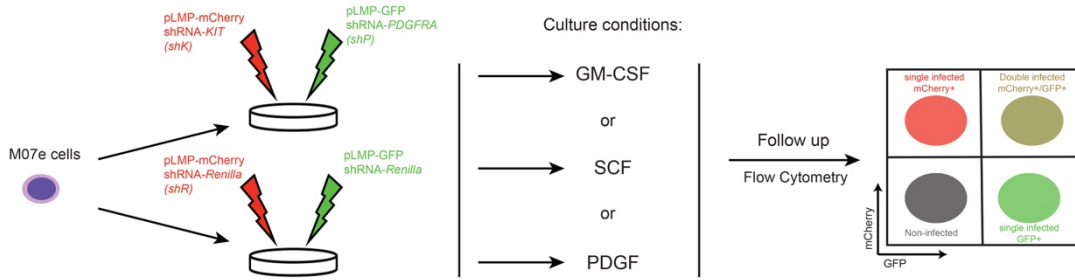 pLMP-mCherry
shRNA-KIT
(shK)
pLMP-GFP
shRNA-PDGFRA
(shP)
M07e cells
pLMP-mCherry
shRNA-Renilla
(shR)
pLMP-GFP
shRNA-Renilla
Culture conditions:
GM-CSF
or
SCF
or
PDGF
Follow up
Flow Cytometry
single infected
mCherry+
Double infected
mCherry+/GFP+
Non-infected
single infected
GFP+
mCherry
GFP